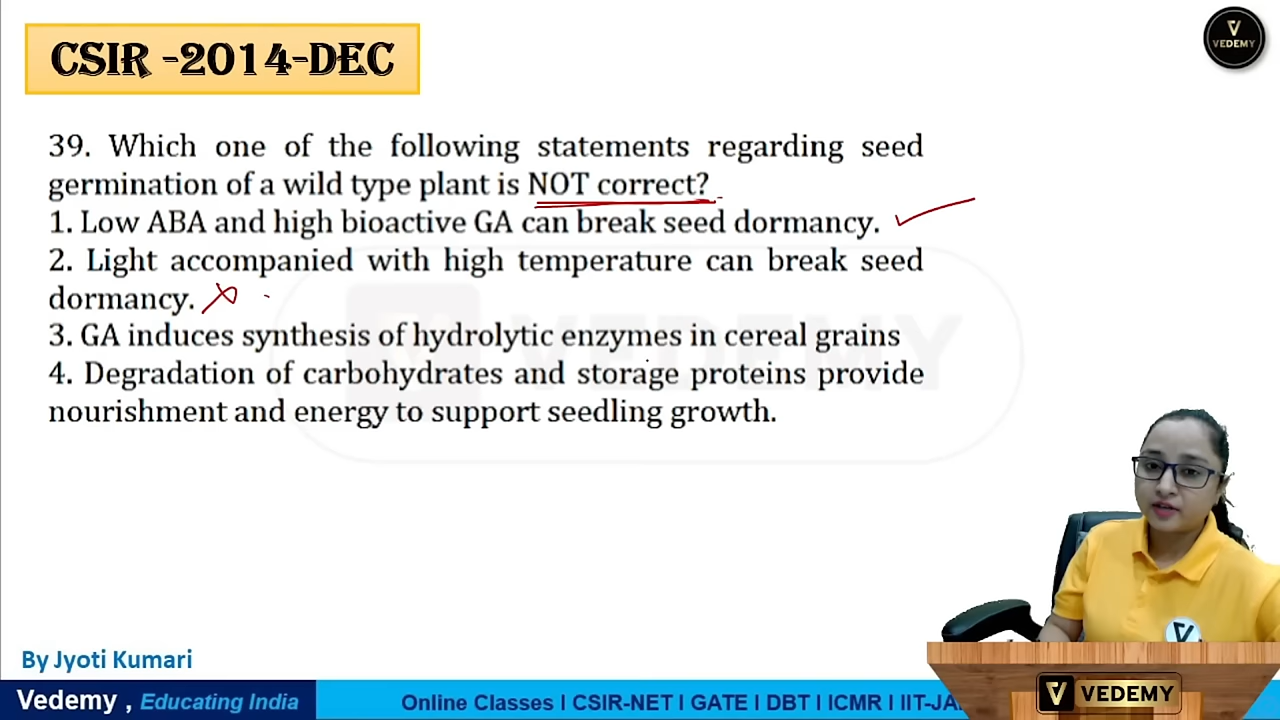 CSIR -2014-DEC
V
VEDEMY
39. Which one of the following statements regarding seed
germination of a wild type plant is NOT correct?
1. Low ABA and high bioactive GA can break seed dormancy.
2. Light accompanied with high temperature can break seed
dormancy.
3. GA induces synthesis of hydrolytic enzymes in cereal grains
4. Degradation of carbohydrates and storage proteins provide
nourishment and energy to support seedling growth.
By Jyoti Kumari
VEDEMY
Vedemy , Educating India
Online Classes I CSIR-NET I GATE I DBT I ICMR I IIT-JA